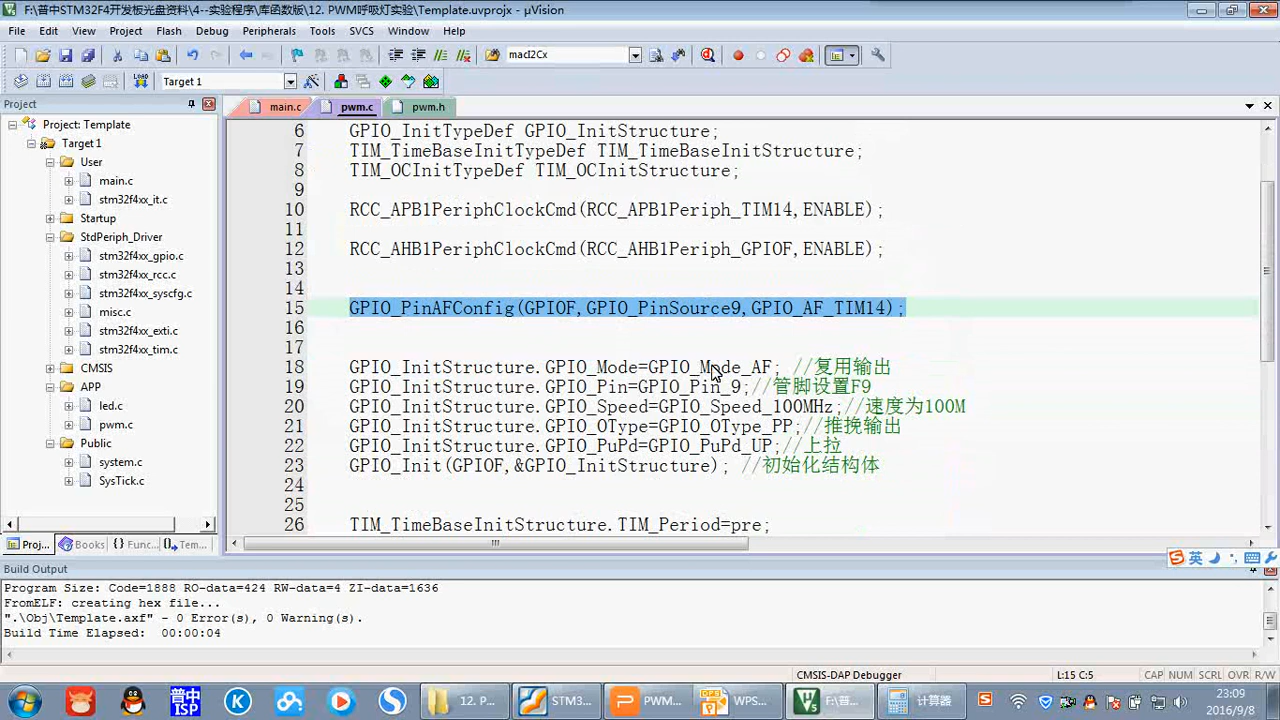 F:\普中STM32F4开发板光盘资料\4--实验程序\库函数版\12. PWM呼吸灯实验\Template.uvprojx - µVision
File Edit View Project Flash Debug Peripherals Tools SVCS Window Help
macI2Cx
LOAD Target 1
Project
main.c pwm.c pwm.h
Project: Template
Target 1
User
main.c
stm32f4xx_it.c
Startup
StdPeriph_Driver
stm32f4xx_gpio.c
stm32f4xx_rcc.c
stm32f4xx_syscfg.c
misc.c
stm32f4xx_exti.c
stm32f4xx_tim.c
CMSIS
APP
led.c
pwm.c
Public
system.c
SysTick.c
Proj... Books {} Func... Tem...
6 GPIO_InitTypeDef GPIO_InitStructure;
7 TIM_TimeBaseInitTypeDef TIM_TimeBaseInitStructure;
8 TIM_OCInitTypeDef TIM_OCInitStructure;
9
10 RCC_APB1PeriphClockCmd(RCC_APB1Periph_TIM14,ENABLE);
11
12 RCC_AHB1PeriphClockCmd(RCC_AHB1Periph_GPIOF,ENABLE);
13
14
15 GPIO_PinAFConfig(GPIOF,GPIO_PinSource9,GPIO_AF_TIM14);
16
17
18 GPIO_InitStructure.GPIO_Mode=GPIO_Mode_AF; //复用输出
19 GPIO_InitStructure.GPIO_Pin=GPIO_Pin_9;//管脚设置F9
20 GPIO_InitStructure.GPIO_Speed=GPIO_Speed_100MHz;//速度为100M
21 GPIO_InitStructure.GPIO_OType=GPIO_OType_PP;//推挽输出
22 GPIO_InitStructure.GPIO_PuPd=GPIO_PuPd_UP;//上拉
23 GPIO_Init(GPIOF,&GPIO_InitStructure); //初始化结构体
24
25
26 TIM_TimeBaseInitStructure.TIM_Period=pre;
英
Build Output
Program Size: Code=1888 RO-data=424 RW-data=4 ZI-data=1636
FromELF: creating hex file...
".\Obj\Template.axf" - 0 Error(s), 0 Warning(s).
Build Time Elapsed:  00:00:04
CMSIS-DAP Debugger L:15 C:5 CAP NUM SCRL OVR R/W
普中 ISP 12. P... STM3... PWM... WPS... F:\普... 计算器
23:09
2016/9/8